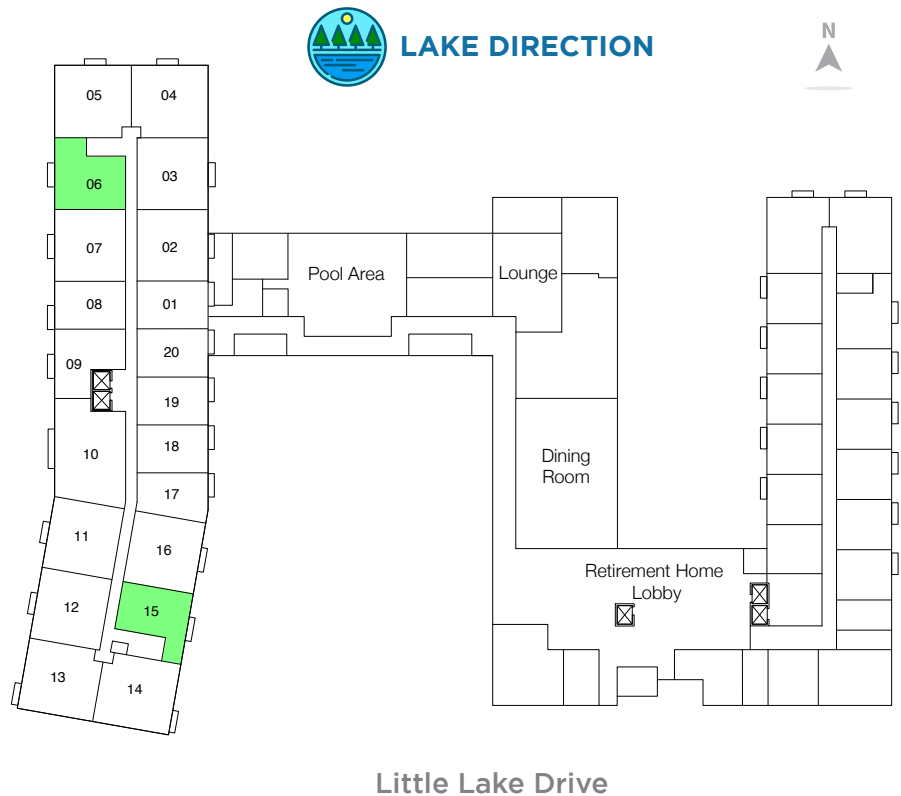 LAKE DIRECTION
N
05
04
06
03
07
02
08
01
09
20
19
10
18
17
11
16
12
15
13
14
Pool Area
Lounge
Dining
Room
Retirement Home
Lobby
Little Lake Drive